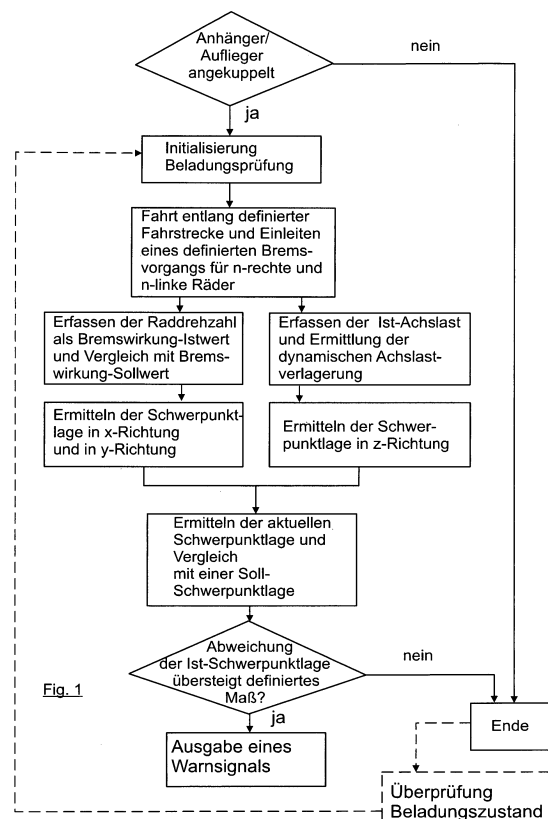 Anhänger/
Auflieger
angekuppelt
nein
ja
Initialisierung
Beladungsprüfung
Fahrt entlang definierter
Fahrstrecke und Einleiten
eines definierten Brems-
vorgangs für n-rechte und
n-linke Räder
Erfassen der Raddrehzahl
als Bremswirkung-Istwert
und Vergleich mit Brems-
wirkung-Sollwert
Erfassen der Ist-Achslast
und Ermittlung der
dynamischen Achslast-
verlagerung
Ermitteln der Schwerpunkt-
lage in x-Richtung
und in y-Richtung
Ermitteln der Schwer-
punktlage in z-Richtung
Ermitteln der aktuellen
Schwerpunktlage und
Vergleich
mit einer Soll-
Schwerpunktlage
Abweichung
der Ist-Schwerpunktlage
übersteigt definiertes
Maß?
nein
ja
Fig. 1
Ende
Ausgabe eines
Warnsignals
Überprüfung
Beladungszustand